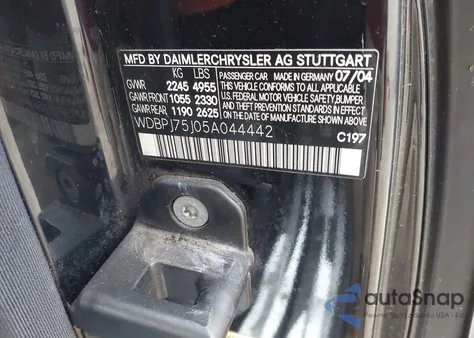 MFD BY DAIMLERCHRYSLER AG STUTTGART
KG LBS PASSENGER CAR MADE IN GERMANY 07/04
GVWR 2245 4955 THIS VEHICLE CONFORMS TO ALL APPLICABLE
GAWR FRONT 1055 2330 U.S. FEDERAL MOTOR VEHICLE SAFETY, BUMPER,
GAWR REAR 1190 2625 AND THEFT PREVENTION STANDARDS IN EFFECT
ON THE DATE OF MANUFACTURE SHOWN ABOVE.
WDBPJ75J05A044442
C197
autoSnap